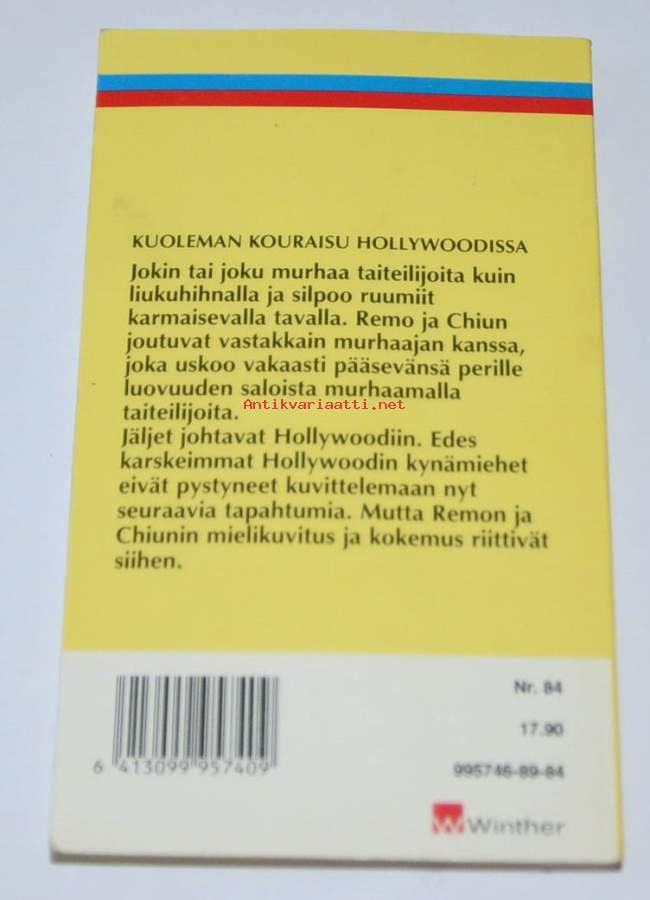 KUOLEMAN KOURAISU HOLLYWOODISSA
Jokin tai joku murhaa taiteilijoita kuin
liukuhihnalla ja silpoo ruumiit
karmaisevalla tavalla. Remo ja Chiun
joutuvat vastakkain murhaajan kanssa,
joka uskoo vakaasti pääsevänsä perille
luovuuden saloista murhaamalla
taiteilijoita.
Antikvariaatti.net
Jäljet johtavat Hollywoodiin. Edes
karskeimmat Hollywoodin kynämiehet
eivät pystyneet kuvittelemaan nyt
seuraavia tapahtumia. Mutta Remon ja
Chiunin mielikuvitus ja kokemus riittivät
siihen.
Nr. 84
17.90
995746-89-84
6 413099 957409
W Winther